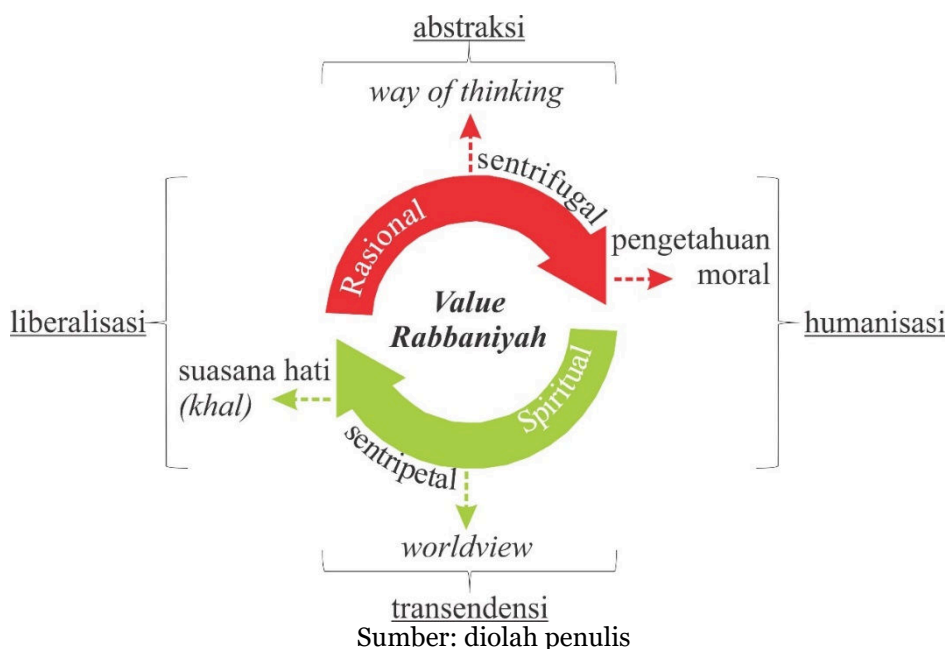 abstraksi
way of thinking
sentrifugal
Rasional
pengetahuan
moral
Value
Rabbaniyah
liberalisasi
humanisasi
suasana hati
(khal)
Spiritual
sentripetal
worldview
transendensi
Sumber: diolah penulis